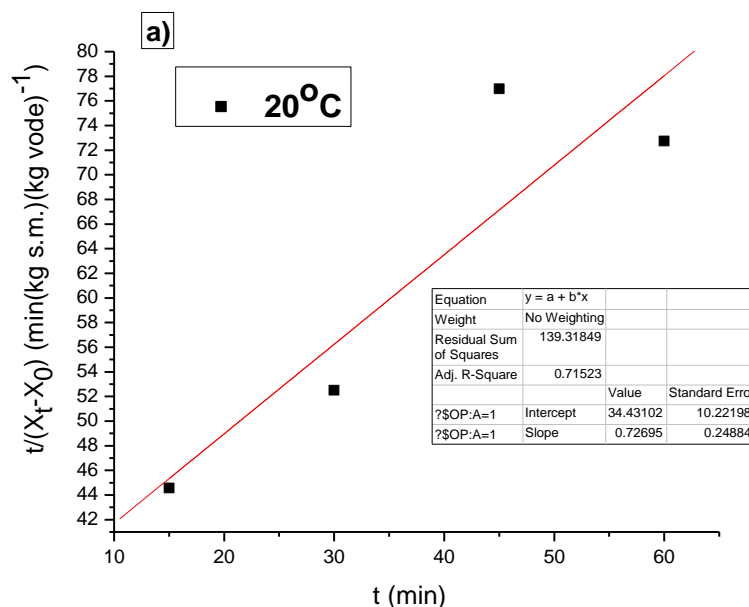 a)
20°C
t/(X_t-X_0) (min(kg s.m.)(kg vode)^-1)
80
78
76
74
72
70
68
66
64
62
60
58
56
54
52
50
48
46
44
42
10 20 30 40 50 60
t (min)
Equation y = a + b*x
Weight No Weighting
Residual Sum of Squares 139.31849
Adj. R-Square 0.71523
Value Standard Erro
?$OP:A=1 Intercept 34.43102 10.22198
?$OP:A=1 Slope 0.72695 0.24884